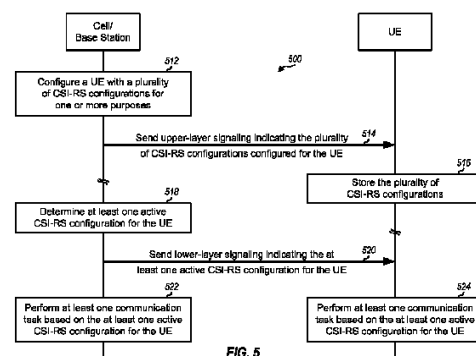 Cell/
Base Station
UE
512
Configure a UE with a plurality
of CSI-RS configurations for
one or more purposes
500
Send upper-layer signaling indicating the plurality
514
of CSI-RS configurations configured for the UE
516
Store the plurality of
CSI-RS configurations
518
Determine at least one active
CSI-RS configuration for the UE
Send lower-layer signaling indicating the at
520
least one active CSI-RS configuration for the UE
522
Perform at least one communication
task based on the at least one active
CSI-RS configuration for the UE
524
Perform at least one communication
task based on the at least one active
CSI-RS configuration for the UE
FIG. 5